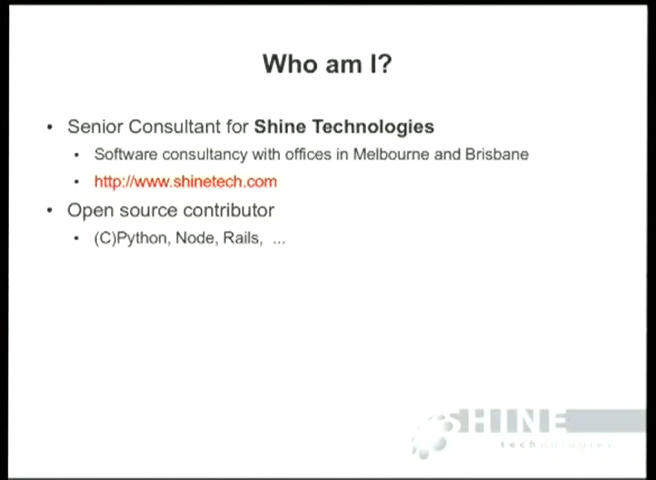 Who am I?
• Senior Consultant for Shine Technologies
• Software consultancy with offices in Melbourne and Brisbane
• http://www.shinetech.com
• Open source contributor
• (C)Python, Node, Rails, ...
SHINE
technologies